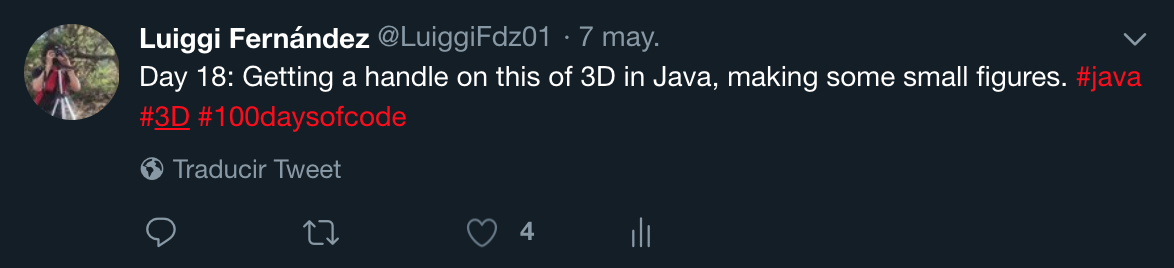 Luiggi Fernández @LuiggiFdz01 · 7 may.
Day 18: Getting a handle on this of 3D in Java, making some small figures. #java
#3D #100daysofcode
Traducir Tweet
4